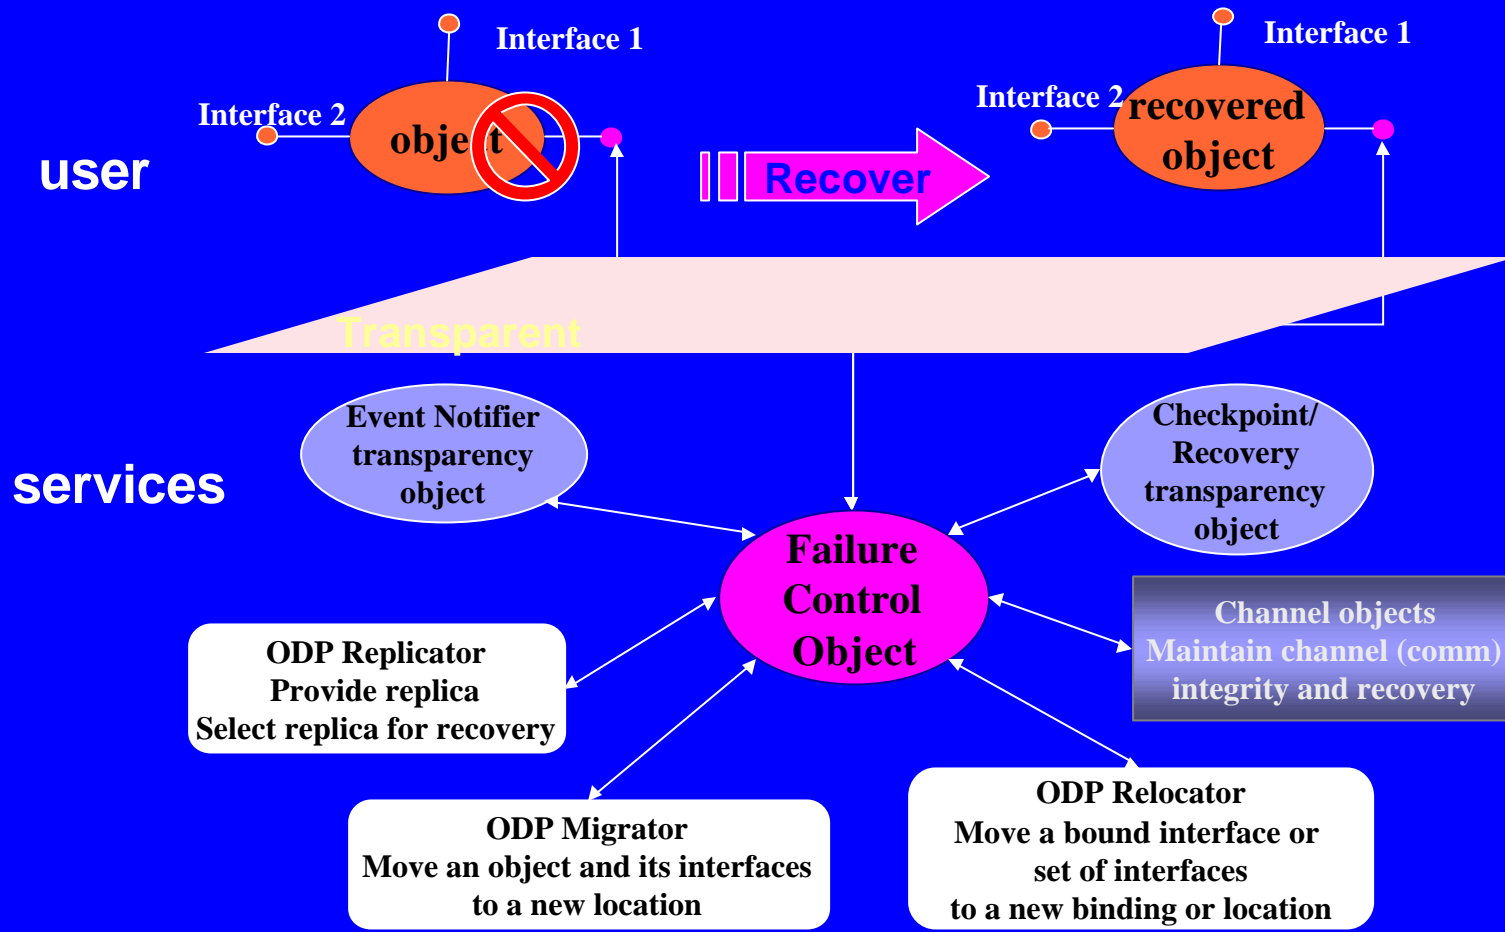 Interface 1
Interface 2
object
user
Recover
Interface 1
Interface 2
recovered
object
Transparent
services
Event Notifier
transparency
object
Checkpoint/
Recovery
transparency
object
Failure
Control
Object
Channel objects
Maintain channel (comm)
integrity and recovery
ODP Replicator
Provide replica
Select replica for recovery
ODP Migrator
Move an object and its interfaces
to a new location
ODP Relocator
Move a bound interface or
set of interfaces
to a new binding or location